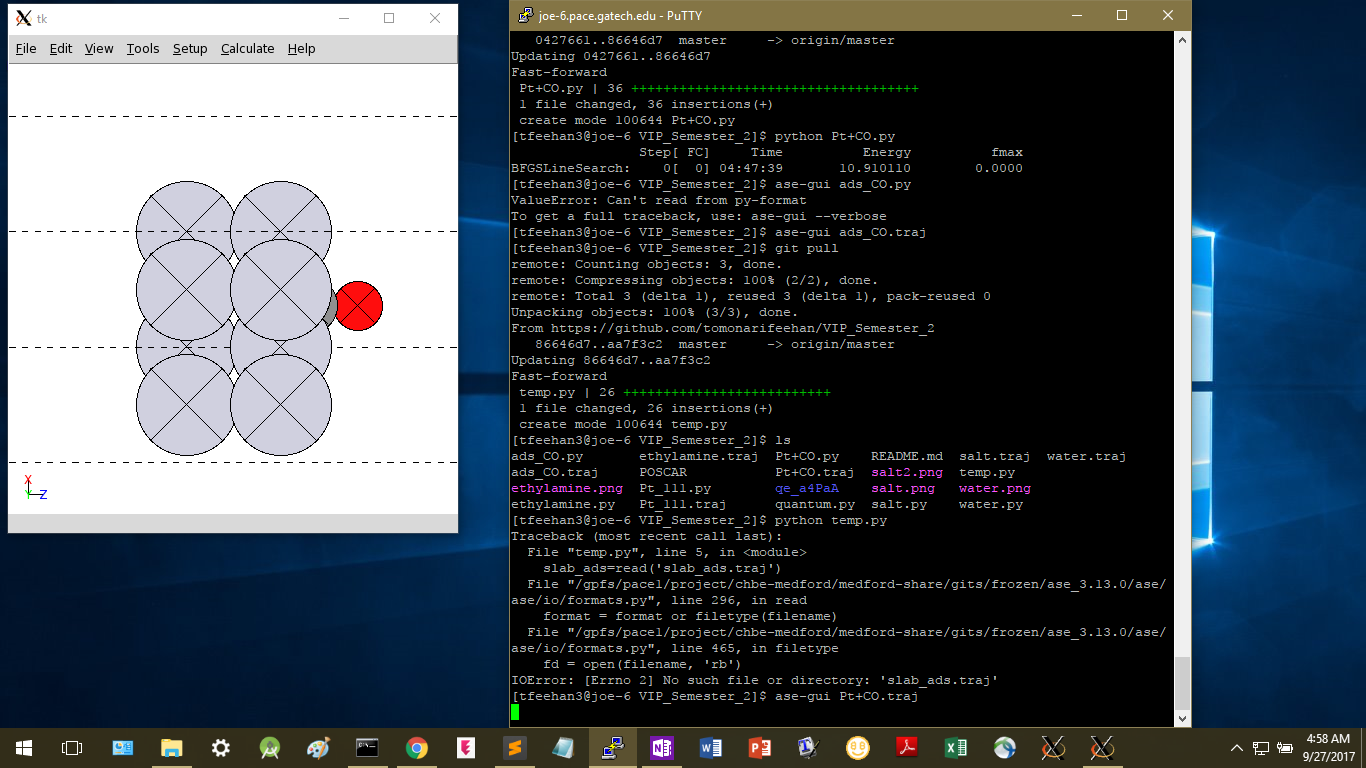 tk
File Edit View Tools Setup Calculate Help
X
Y Z
joe-6.pace.gatech.edu - PuTTY
0427661..86646d7 master -> origin/master
Updating 0427661..86646d7
Fast-forward
Pt+CO.py | 36 ++++++++++++++++++++++++++++++++++++
1 file changed, 36 insertions(+)
create mode 100644 Pt+CO.py
[tfeehan3@joe-6 VIP_Semester_2]$ python Pt+CO.py
Step[ FC] Time Energy fmax
BFGSLineSearch: 0[ 0] 04:47:39 10.910110 0.0000
[tfeehan3@joe-6 VIP_Semester_2]$ ase-gui ads_CO.py
ValueError: Can't read from py-format
To get a full traceback, use: ase-gui --verbose
[tfeehan3@joe-6 VIP_Semester_2]$ ase-gui ads_CO.traj
[tfeehan3@joe-6 VIP_Semester_2]$ git pull
remote: Counting objects: 3, done.
remote: Compressing objects: 100% (2/2), done.
remote: Total 3 (delta 1), reused 3 (delta 1), pack-reused 0
Unpacking objects: 100% (3/3), done.
From https://github.com/tomonarifeehan/VIP_Semester_2
86646d7..aa7f3c2 master -> origin/master
Updating 86646d7..aa7f3c2
Fast-forward
temp.py | 26 ++++++++++++++++++++++++++
1 file changed, 26 insertions(+)
create mode 100644 temp.py
[tfeehan3@joe-6 VIP_Semester_2]$ ls
ads_CO.py ethylamine.traj Pt+CO.py README.md salt.traj water.traj
ads_CO.traj POSCAR Pt+CO.traj salt2.png temp.py
ethylamine.png Pt_111.py qe_a4PaA salt.png water.png
ethylamine.py Pt_111.traj quantum.py salt.py water.py
[tfeehan3@joe-6 VIP_Semester_2]$ python temp.py
Traceback (most recent call last):
File "temp.py", line 5, in <module>
slab_ads=read('slab_ads.traj')
File "/gpfs/pace1/project/chbe-medford/medford-share/gits/frozen/ase_3.13.0/ase/
ase/io/formats.py", line 296, in read
format = format or filetype(filename)
File "/gpfs/pace1/project/chbe-medford/medford-share/gits/frozen/ase_3.13.0/ase/
ase/io/formats.py", line 465, in filetype
fd = open(filename, 'rb')
IOError: [Errno 2] No such file or directory: 'slab_ads.traj'
[tfeehan3@joe-6 VIP_Semester_2]$ ase-gui Pt+CO.traj
4:58 AM
9/27/2017